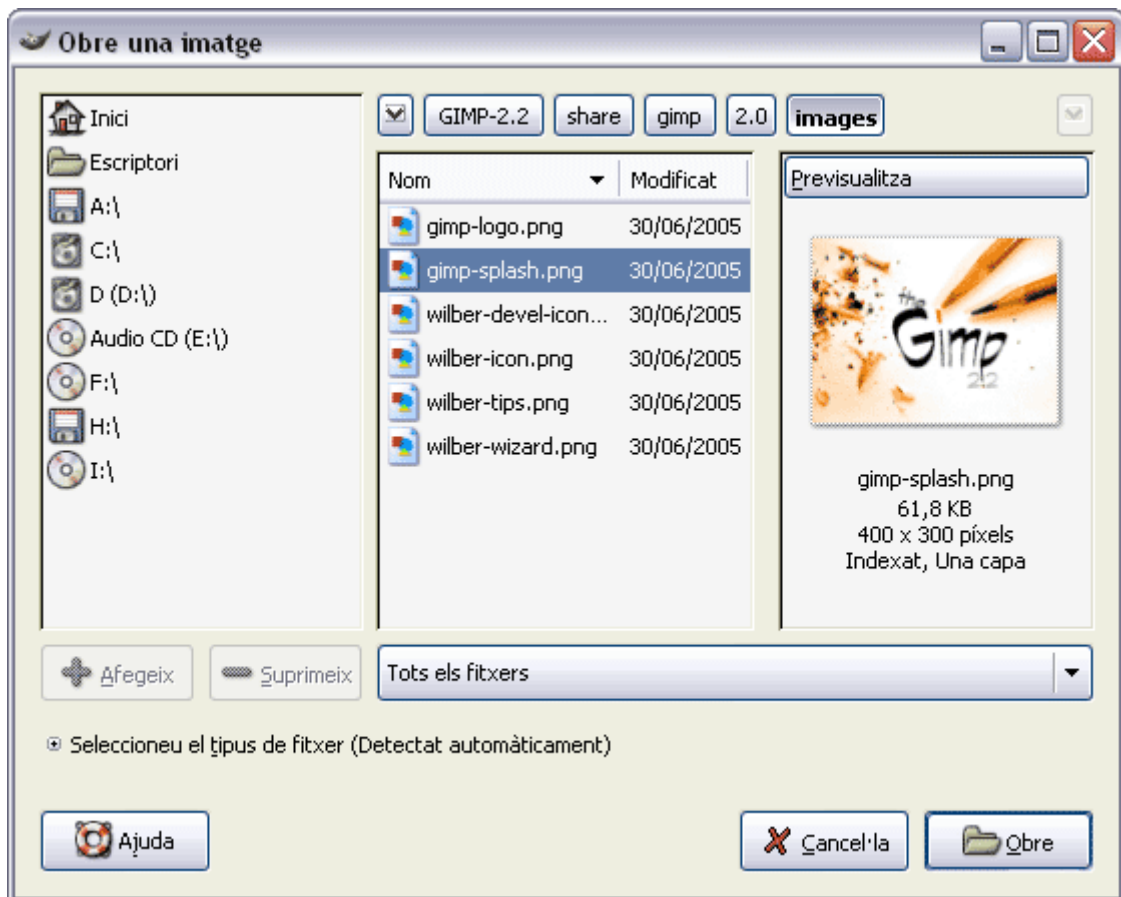 Obre una imatge
Inici
Escriptori
A:\
C:\
D (D:\)
Audio CD (E:\)
F:\
H:\
I:\
GIMP-2.2 share gimp 2.0 images
Nom Modificat
gimp-logo.png 30/06/2005
gimp-splash.png 30/06/2005
wilber-devel-icon... 30/06/2005
wilber-icon.png 30/06/2005
wilber-tips.png 30/06/2005
wilber-wizard.png 30/06/2005
Previsualitza
the
Gimp
2.2
gimp-splash.png
61,8 KB
400 x 300 píxels
Indexat, Una capa
Afegeix Suprimeix Tots els fitxers
Seleccioneu el tipus de fitxer (Detectat automàticament)
Ajuda Cancel·la Obre